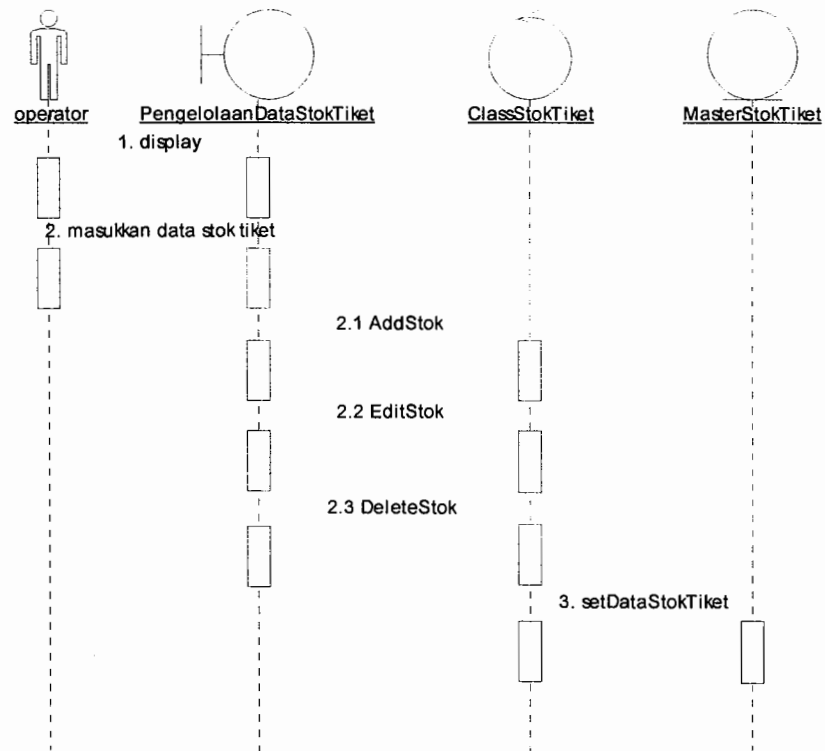 operator
PengelolaanDataStokTiket
ClassStokTiket
MasterStokTiket
1. display
2. masukkan data stok tiket
2.1 AddStok
2.2 EditStok
2.3 DeleteStok
3. setDataStokTiket